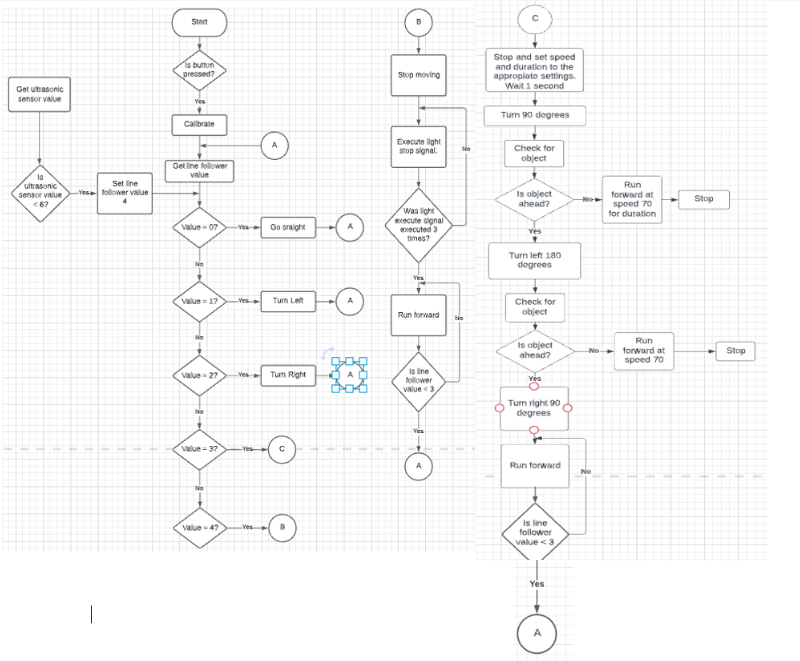 Start
Is button
pressed?
Yes
Calibrate
A
Get line follower
value
Get ultrasonic
sensor value
Is
ultrasonic
sensor value
< 6?
Yes
Set line
follower value
4
Value = 0?
Yes
Go sraight
A
No
Value = 1?
Yes
Turn Left
A
No
Value = 2?
Yes
Turn Right
A
No
Value = 3?
Yes
C
No
Value = 4?
Yes
B
B
Stop moving
Execute light
stop signal.
No
Was light
execute signal
executed 3
times?
Yes
Run forward
No
Is line
follower
value < 3
Yes
A
C
Stop and set speed
and duration to the
appropiate settings.
Wait 1 second
Turn 90 degrees
Check for
object
Is object
ahead?
No
Run
forward at
speed 70
for duration
Stop
Yes
Turn left 180
degrees
Check for
object
Is object
ahead?
No
Run
forward at
speed 70
Stop
Yes
Turn right 90
degrees
Run forward
No
Is line
follower
value < 3
Yes
A